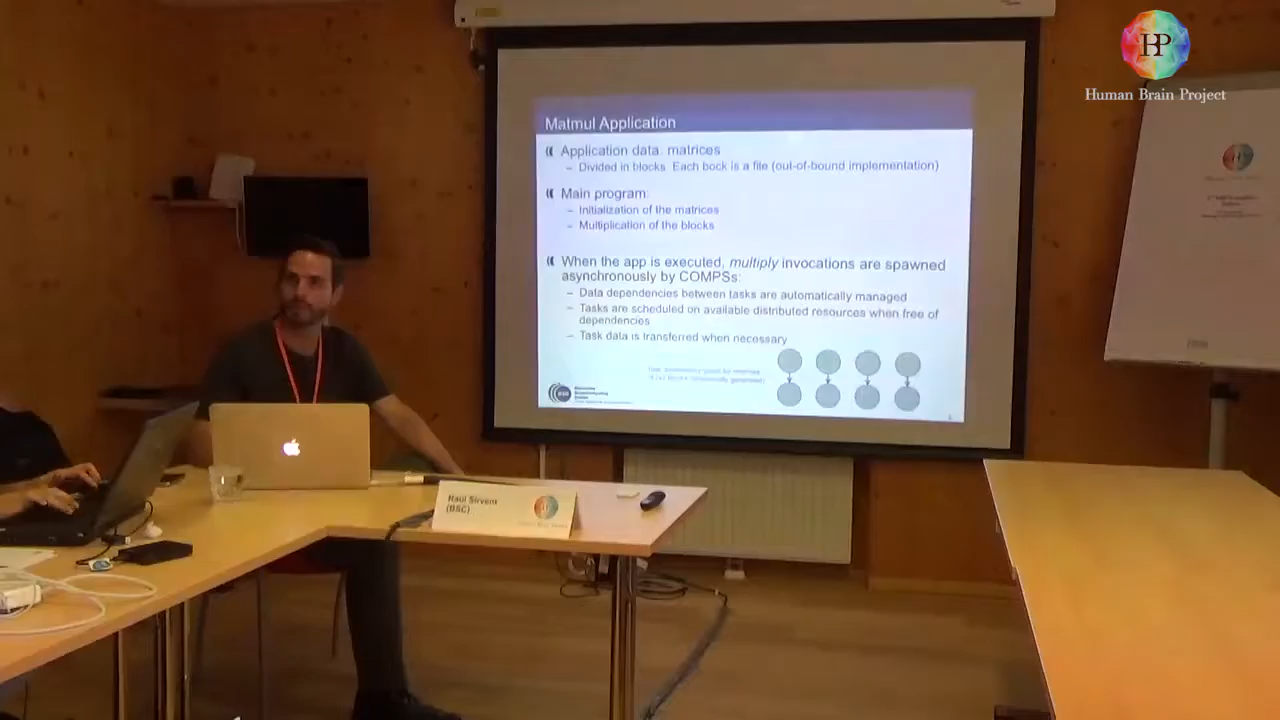 HBP
Human Brain Project
Matmul Application
Application data: matrices
– Divided in blocks. Each bock is a file (out-of-bound implementation)
Main program:
– Initialization of the matrices
– Multiplication of the blocks
When the app is executed, multiply invocations are spawned
asynchronously by COMPSs:
– Data dependencies between tasks are automatically managed
– Tasks are scheduled on available distributed resources when free of
dependencies
– Task data is transferred when necessary
Raul Sirvent
(BSC)